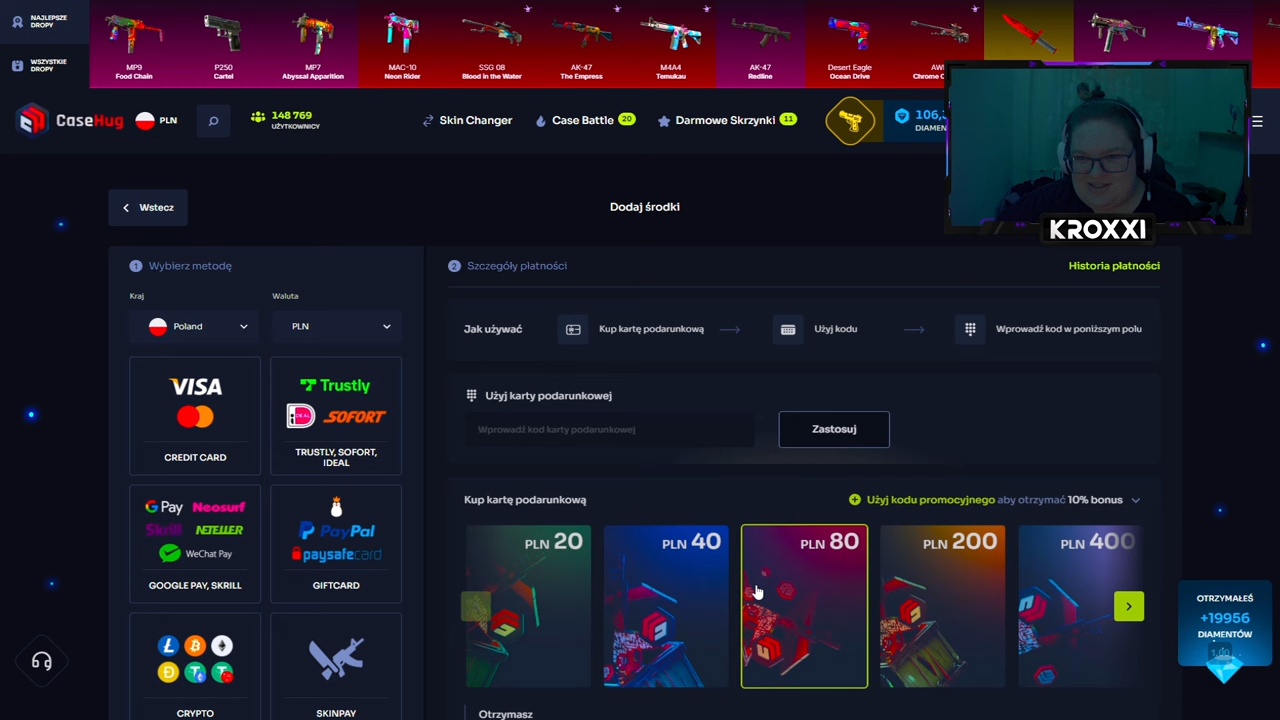 NAJLEPSZE
DROPY
WSZYSTKIE
DROPY
MP9
Food Chain
P250
Cartel
MP7
Abyssal Apparition
MAC-10
Neon Rider
SSG 08
Blood in the Water
AK-47
The Empress
M4A4
Temukau
AK-47
Redline
Desert Eagle
Ocean Drive
AW
Chrome C
CaseHug
PLN
148 769
UŻYTKOWNICY
Skin Changer
Case Battle 20
Darmowe Skrzynki 11
106,
DIAMEN
KROXXI
Wstecz
Dodaj środki
1 Wybierz metodę
Kraj
Waluta
Poland
PLN
VISA
CREDIT CARD
Trustly
iDEAL SOFORT
TRUSTLY, SOFORT,
IDEAL
G Pay Neosurf
Skrill NETELLER
WeChat Pay
GOOGLE PAY, SKRILL
PayPal
paysafecard
GIFTCARD
CRYPTO
SKINPAY
2 Szczegóły płatności
Historia płatności
Jak używać
Kup kartę podarunkową
Użyj kodu
Wprowadź kod w poniższym polu
Użyj karty podarunkowej
Wprowadź kod karty podarunkowej
Zastosuj
Kup kartę podarunkową
Użyj kodu promocyjnego aby otrzymać 10% bonus
PLN 20
PLN 40
PLN 80
PLN 200
PLN 400
Otrzymasz
OTRZYMAŁEŚ
+19956
DIAMENTÓW